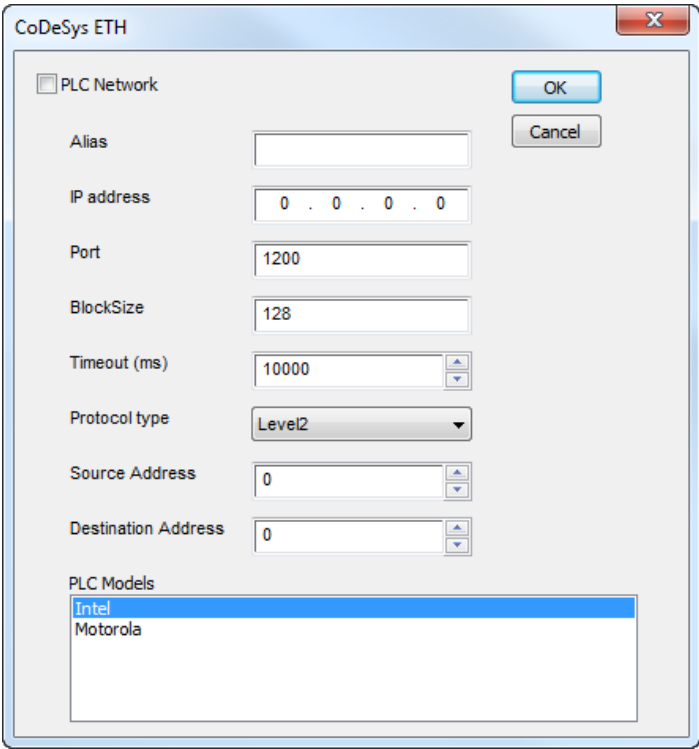 CoDeSys ETH
PLC Network
OK
Cancel
Alias
IP address 0 . 0 . 0 . 0
Port 1200
BlockSize 128
Timeout (ms) 10000
Protocol type Level2
Source Address 0
Destination Address 0
PLC Models
Intel
Motorola